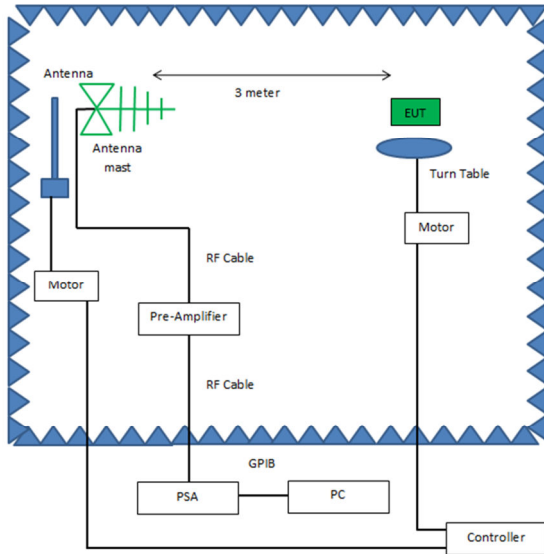 Antenna
3 meter
EUT
Antenna
mast
Turn Table
Motor
RF Cable
Motor
Pre-Amplifier
RF Cable
GPIB
PSA
PC
Controller